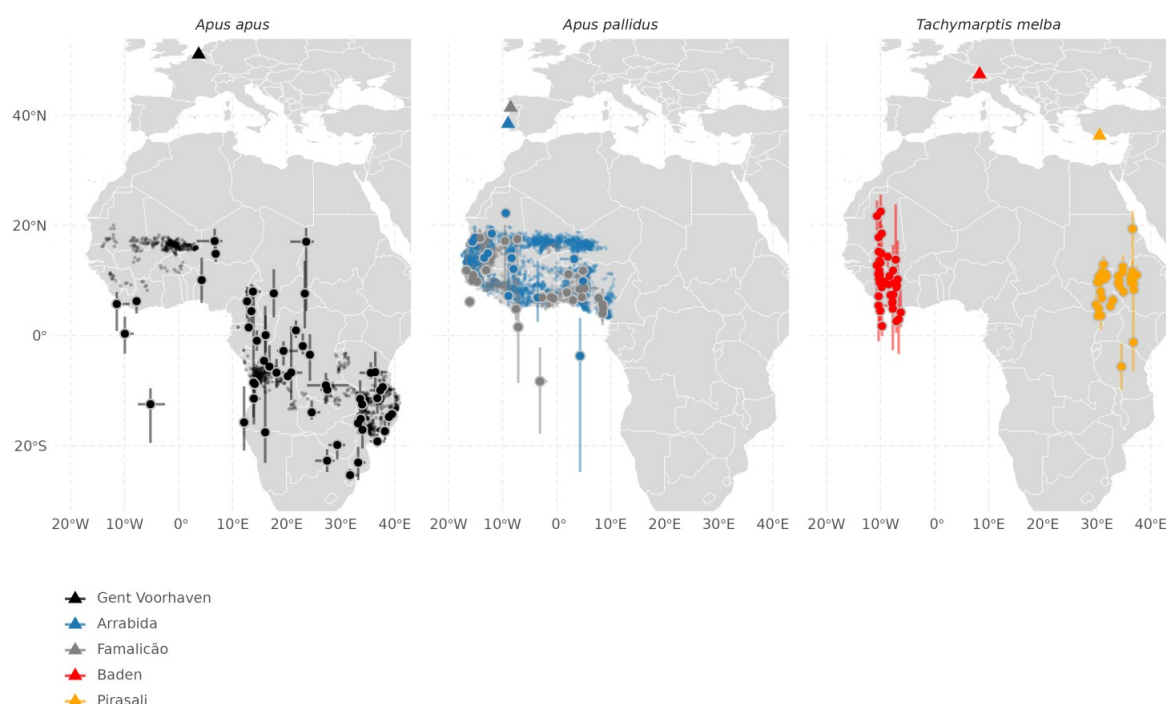 Apus apus Apus pallidus Tachymarptis melba
40°N
20°N
0°
20°S
20°W 10°W 0° 10°E 20°E 30°E 40°E 20°W 10°W 0° 10°E 20°E 30°E 40°E 20°W 10°W 0° 10°E 20°E 30°E 40°E
Gent Voorhaven
Arrabida
Famalicão
Baden
Pirasali